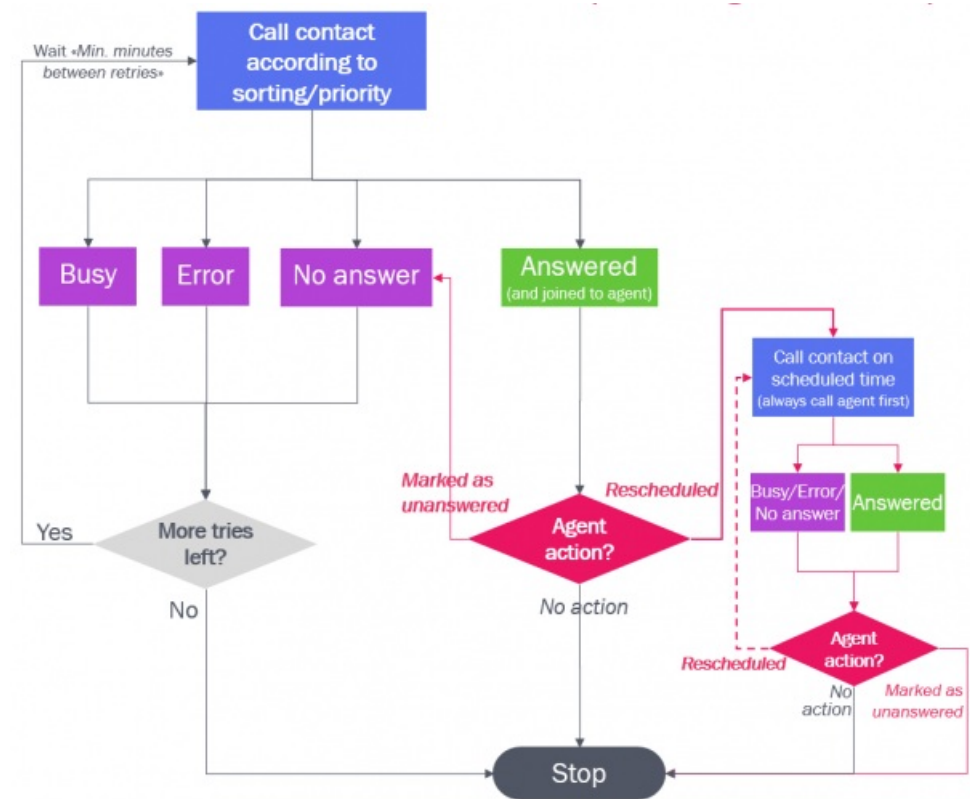 Call contact
according to
sorting/priority
Wait «Min. minutes
between retries»
Busy
Error
No answer
Answered
(and joined to agent)
Call contact on
scheduled time
(always call agent first)
Busy/Error/
No answer
Answered
Marked as
unanswered
Rescheduled
Yes
More tries
left?
Agent
action?
No
No action
Agent
action?
Rescheduled
No
action
Marked as
unanswered
Stop